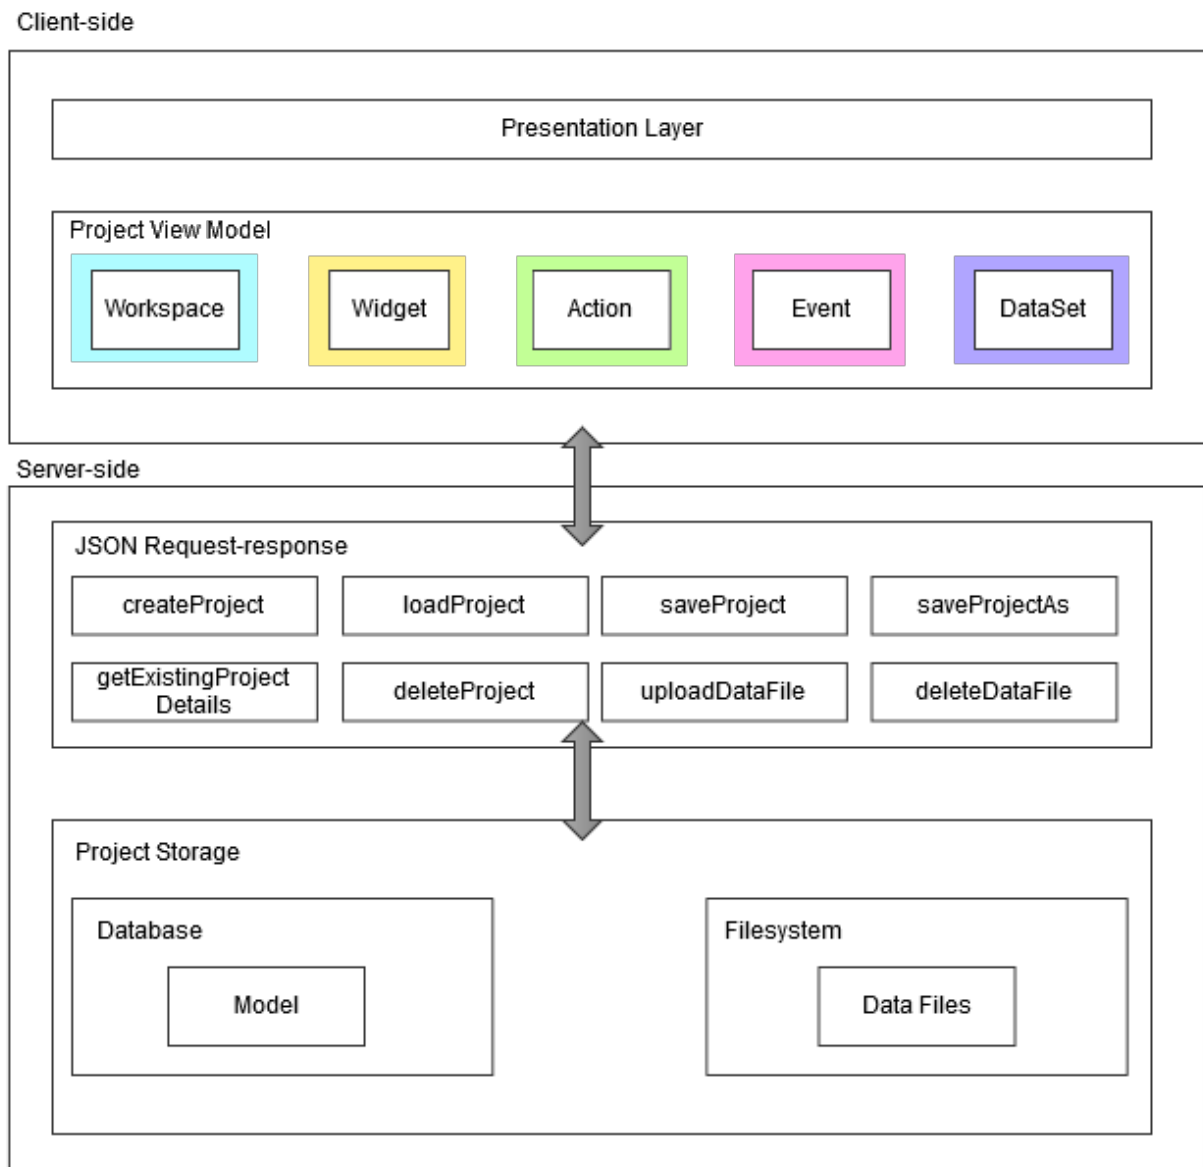 Client-side
Presentation Layer
Project View Model
Workspace
Widget
Action
Event
DataSet
Server-side
JSON Request-response
createProject
loadProject
saveProject
saveProjectAs
getExistingProject
Details
deleteProject
uploadDataFile
deleteDataFile
Project Storage
Database
Model
Filesystem
Data Files